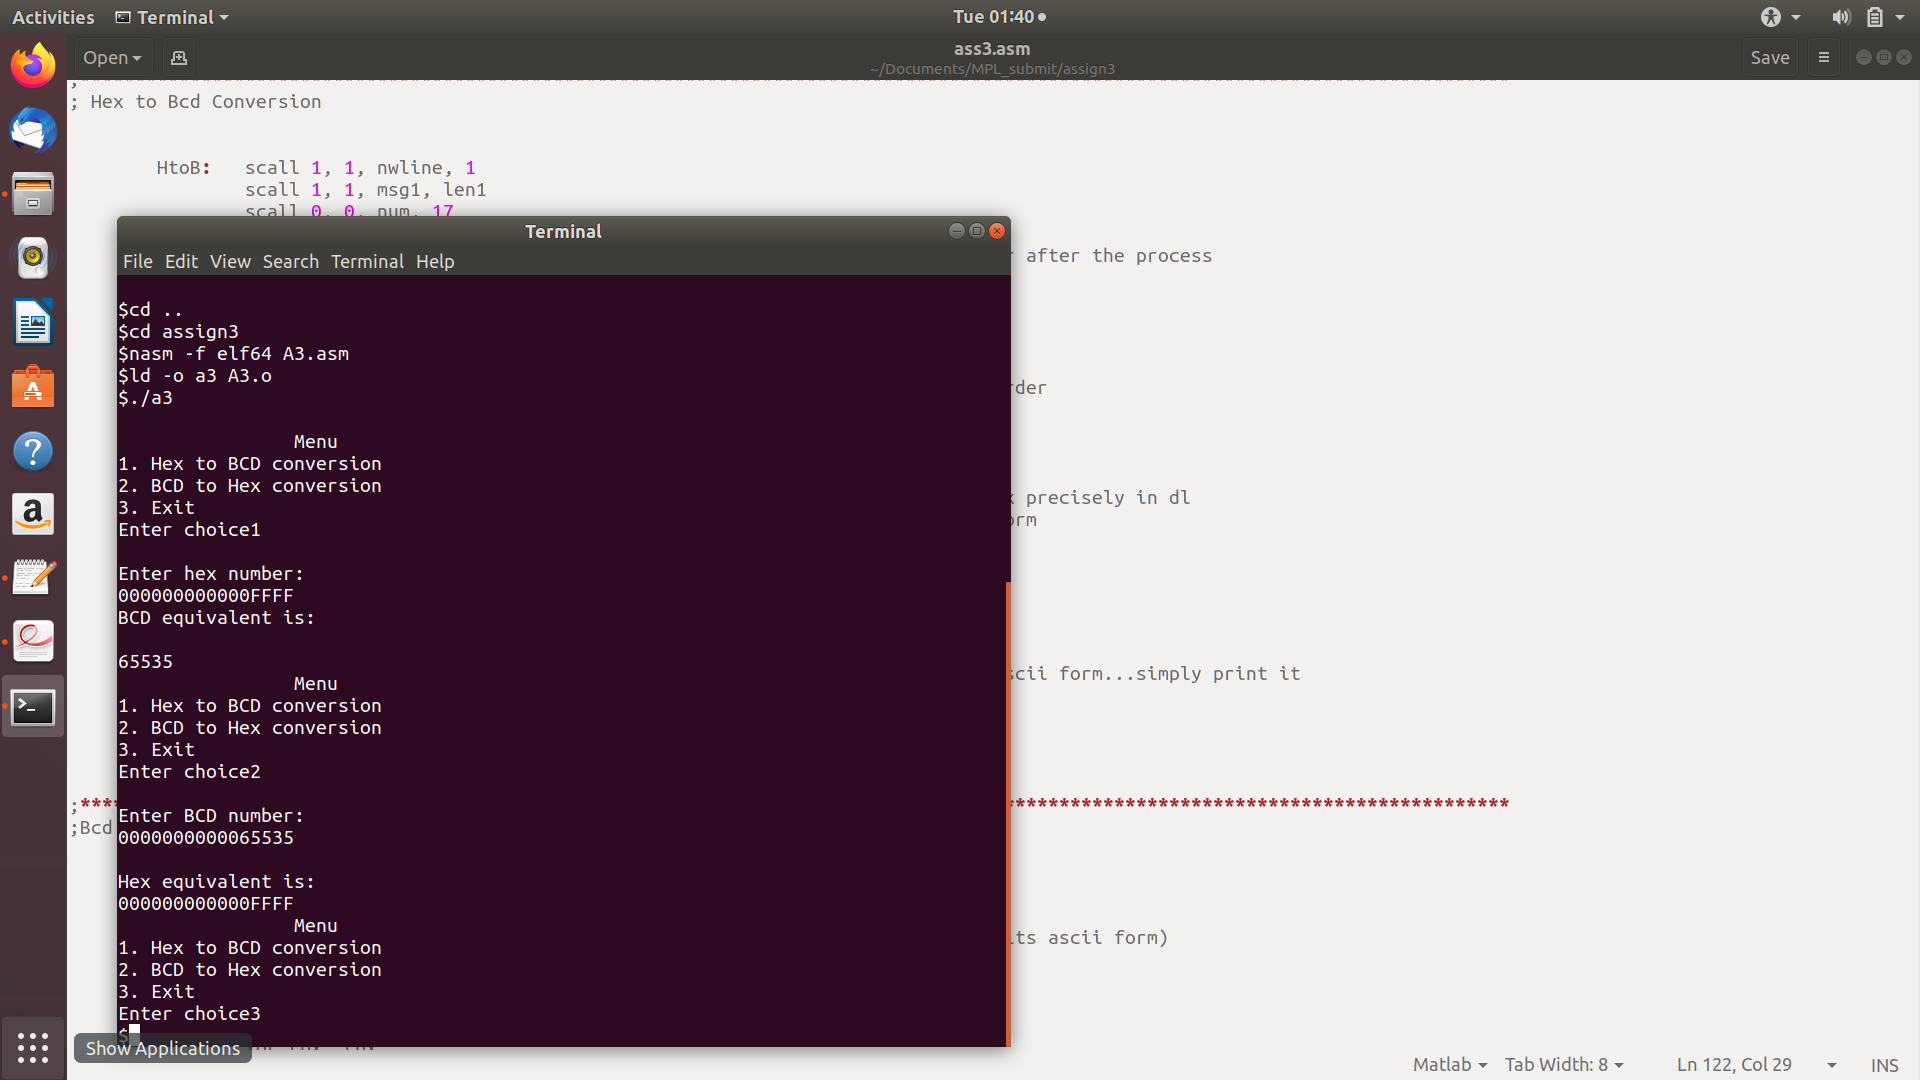 Activities Terminal Tue 01:40
Open ass3.asm Save
~/Documents/MPL_submit/assign3
; Hex to Bcd Conversion
HtoB: scall 1, 1, nwline, 1
scall 1, 1, msg1, len1
scall 0, 0, num, 17
after the process
precisely in dl
form...simply print it
;****
*********************************************
;Bcd
ascii form)
Terminal
File Edit View Search Terminal Help
$cd ..
$cd assign3
$nasm -f elf64 A3.asm
$ld -o a3 A3.o
$./a3
Menu
1. Hex to BCD conversion
2. BCD to Hex conversion
3. Exit
Enter choice1
Enter hex number:
000000000000FFFF
BCD equivalent is:
65535
Menu
1. Hex to BCD conversion
2. BCD to Hex conversion
3. Exit
Enter choice2
Enter BCD number:
0000000000065535
Hex equivalent is:
000000000000FFFF
Menu
1. Hex to BCD conversion
2. BCD to Hex conversion
3. Exit
Enter choice3
$
Show Applications
Matlab Tab Width: 8 Ln 122, Col 29 INS